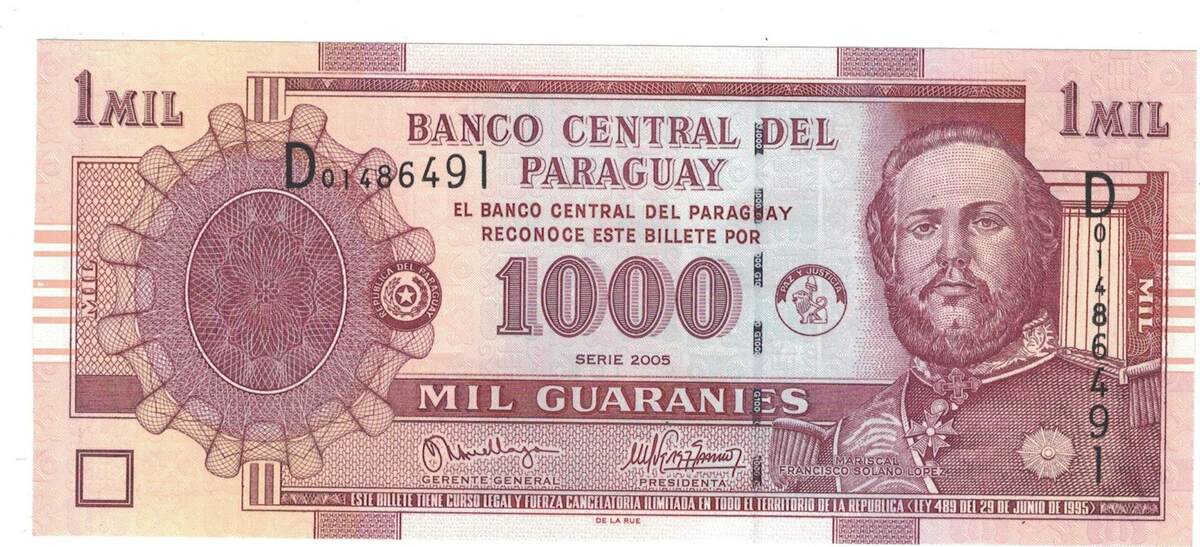 1 MIL
1 MIL
BANCO CENTRAL DEL
PARAGUAY
D01486491
EL BANCO CENTRAL DEL PARAGUAY
RECONOCE ESTE BILLETE POR
D01486491
MIL
MIL
REPUBLICA DEL PARAGUAY
1000
PAZ Y JUSTICIA
SERIE 2005
MIL GUARANIES
GERENTE GENERAL
PRESIDENTA
MARISCAL
FRANCISCO SOLANO LOPEZ
ESTE BILLETE TIENE CURSO LEGAL Y FUERZA CANCELATORIA ILIMITADA EN TODO EL TERRITORIO DE LA REPUBLICA <LEY 489 DEL 29 DE JUNIO DE 1995>
DE LA RUE